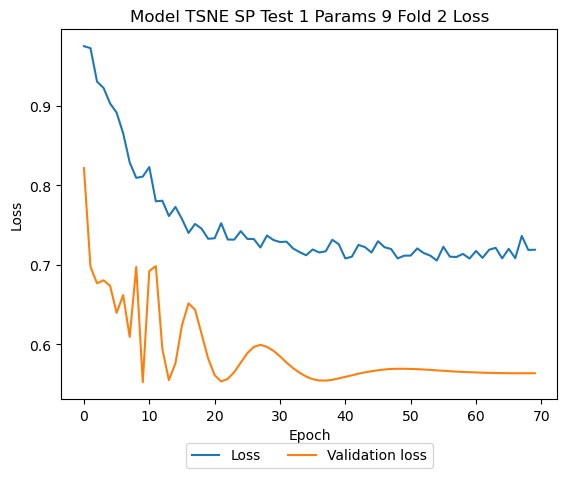 Model TSNE SP Test 1 Params 9 Fold 2 Loss
Loss
0.9
0.8
0.7
0.6
0 10 20 30 40 50 60 70
Epoch
Loss Validation loss